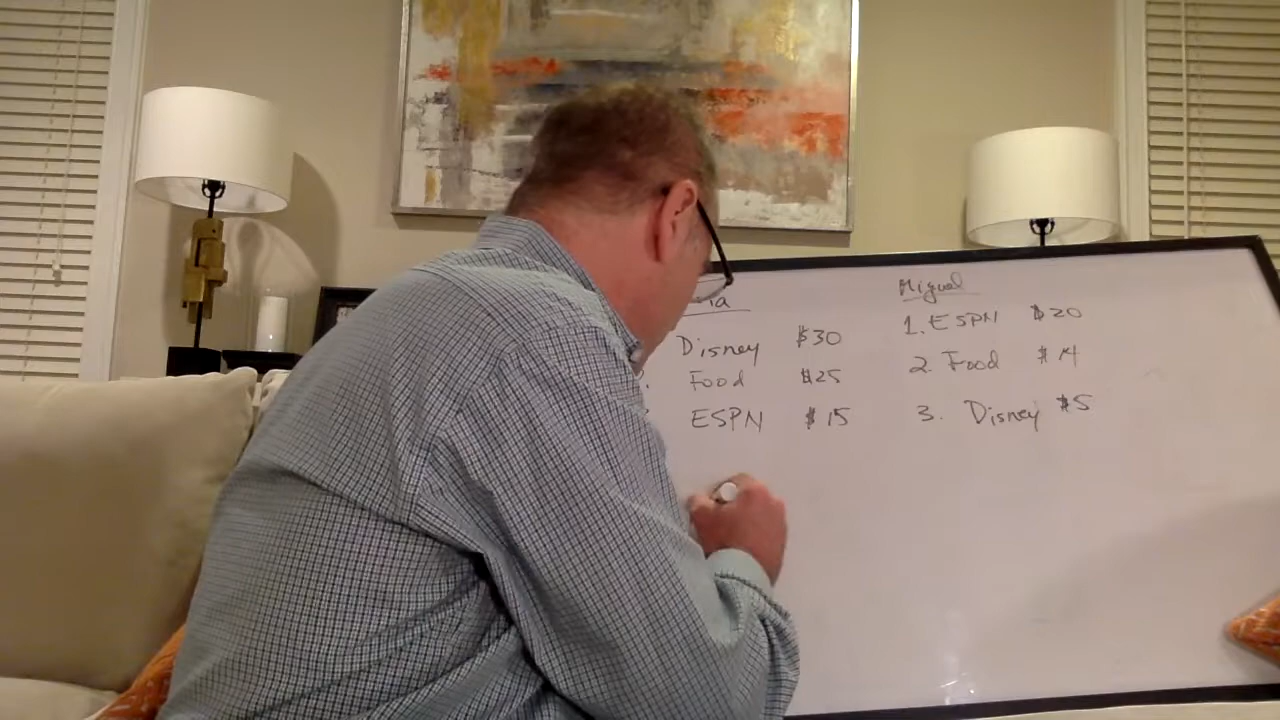 ia
Disney $30
Food $25
ESPN $15
Miguel
1. ESPN $20
2. Food $14
3. Disney $5